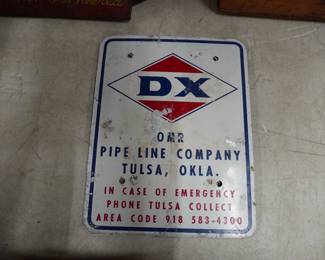 DX
OMR
PIPE LINE COMPANY
TULSA, OKLA.
IN CASE OF EMERGENCY
PHONE TULSA COLLECT
AREA CODE 918 583-4300